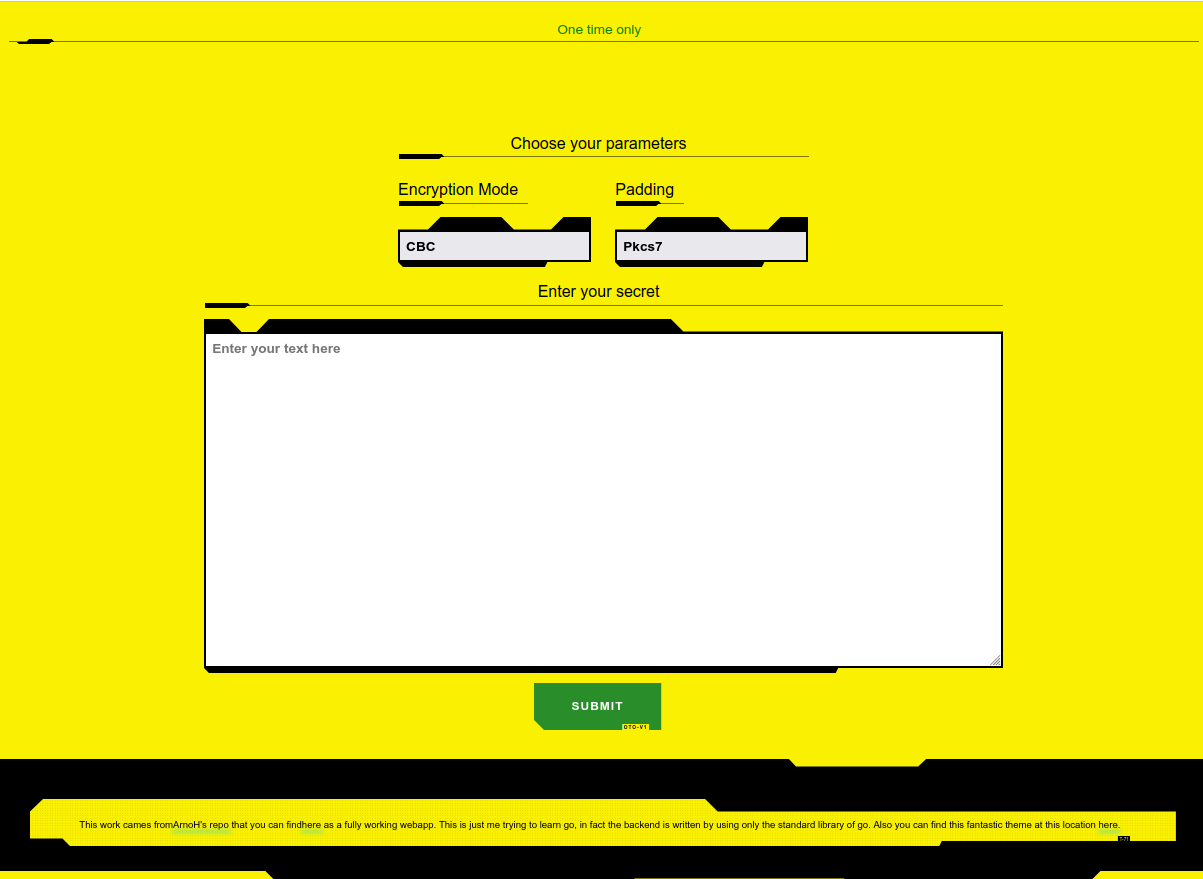 One time only
Choose your parameters
Encryption Mode Padding
CBC Pkcs7
Enter your secret
Enter your text here
SUBMIT
OTO-V1
This work cames fromArnoH's repo that you can findhere as a fully working webapp. This is just me trying to learn go, in fact the backend is written by using only the standard library of go. Also you can find this fantastic theme at this location here.